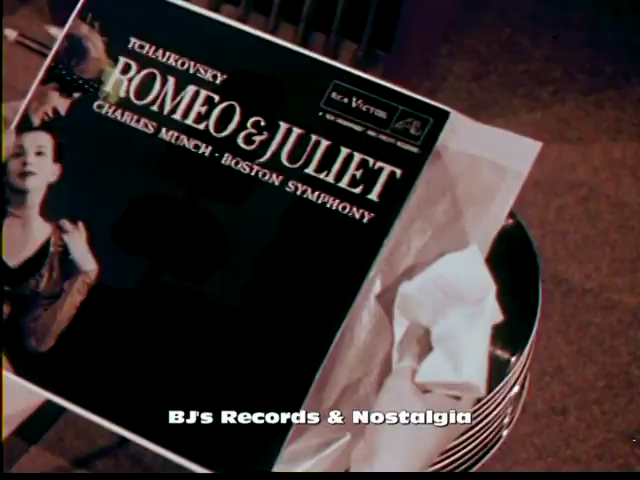 TCHAIKOVSKY
ROMEO & JULIET
CHARLES MUNCH · BOSTON SYMPHONY
RCA VICTOR
BJ's Records & Nostalgia